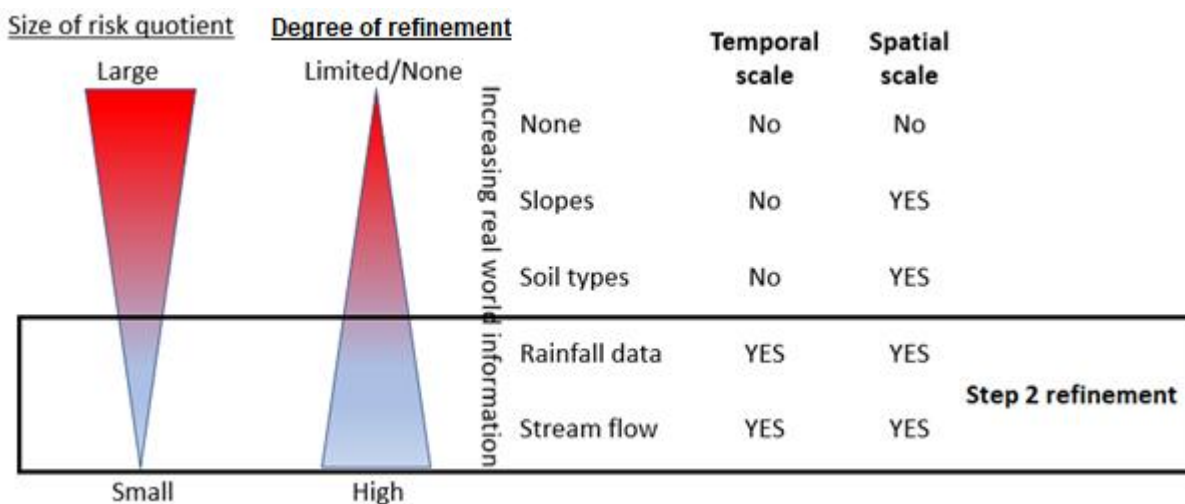 Size of risk quotient
Degree of refinement
Large
Limited/None
Temporal
scale
Spatial
scale
Increasing real world information
None No No
Slopes No YES
Soil types No YES
Rainfall data YES YES
Step 2 refinement
Stream flow YES YES
Small
High